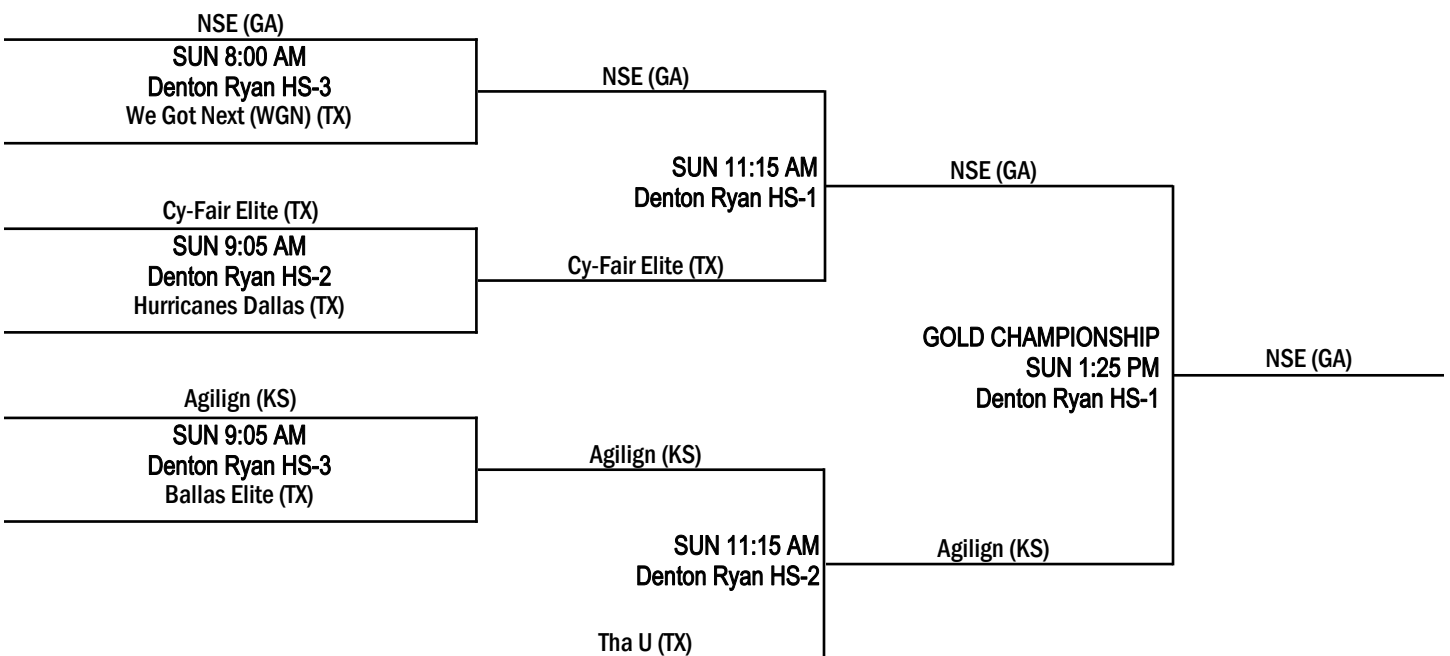 NSE (GA)
SUN 8:00 AM
Denton Ryan HS-3
We Got Next (WGN) (TX)
NSE (GA)
SUN 11:15 AM
Denton Ryan HS-1
NSE (GA)
Cy-Fair Elite (TX)
SUN 9:05 AM
Denton Ryan HS-2
Hurricanes Dallas (TX)
Cy-Fair Elite (TX)
GOLD CHAMPIONSHIP
SUN 1:25 PM
Denton Ryan HS-1
NSE (GA)
Agilign (KS)
SUN 9:05 AM
Denton Ryan HS-3
Ballas Elite (TX)
Agilign (KS)
SUN 11:15 AM
Denton Ryan HS-2
Agilign (KS)
Tha U (TX)